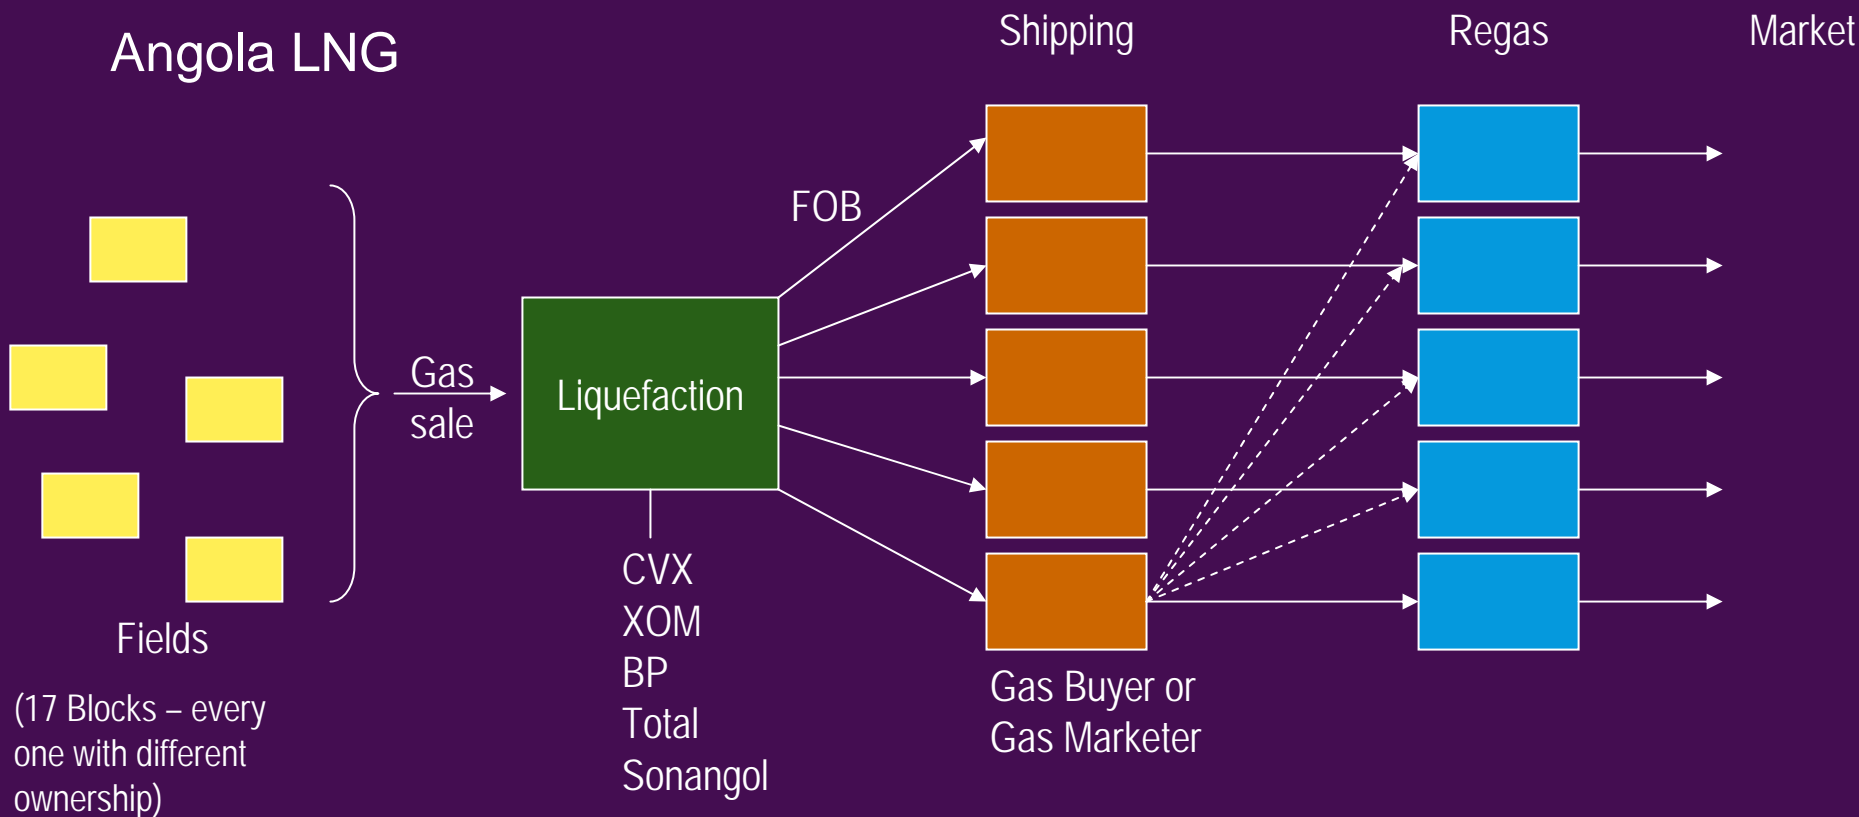 Angola LNG
Shipping
Regas
Market
FOB
Gas
sale
Liquefaction
CVX
XOM
BP
Total
Sonangol
Fields
(17 Blocks – every
one with different
ownership)
Gas Buyer or
Gas Marketer